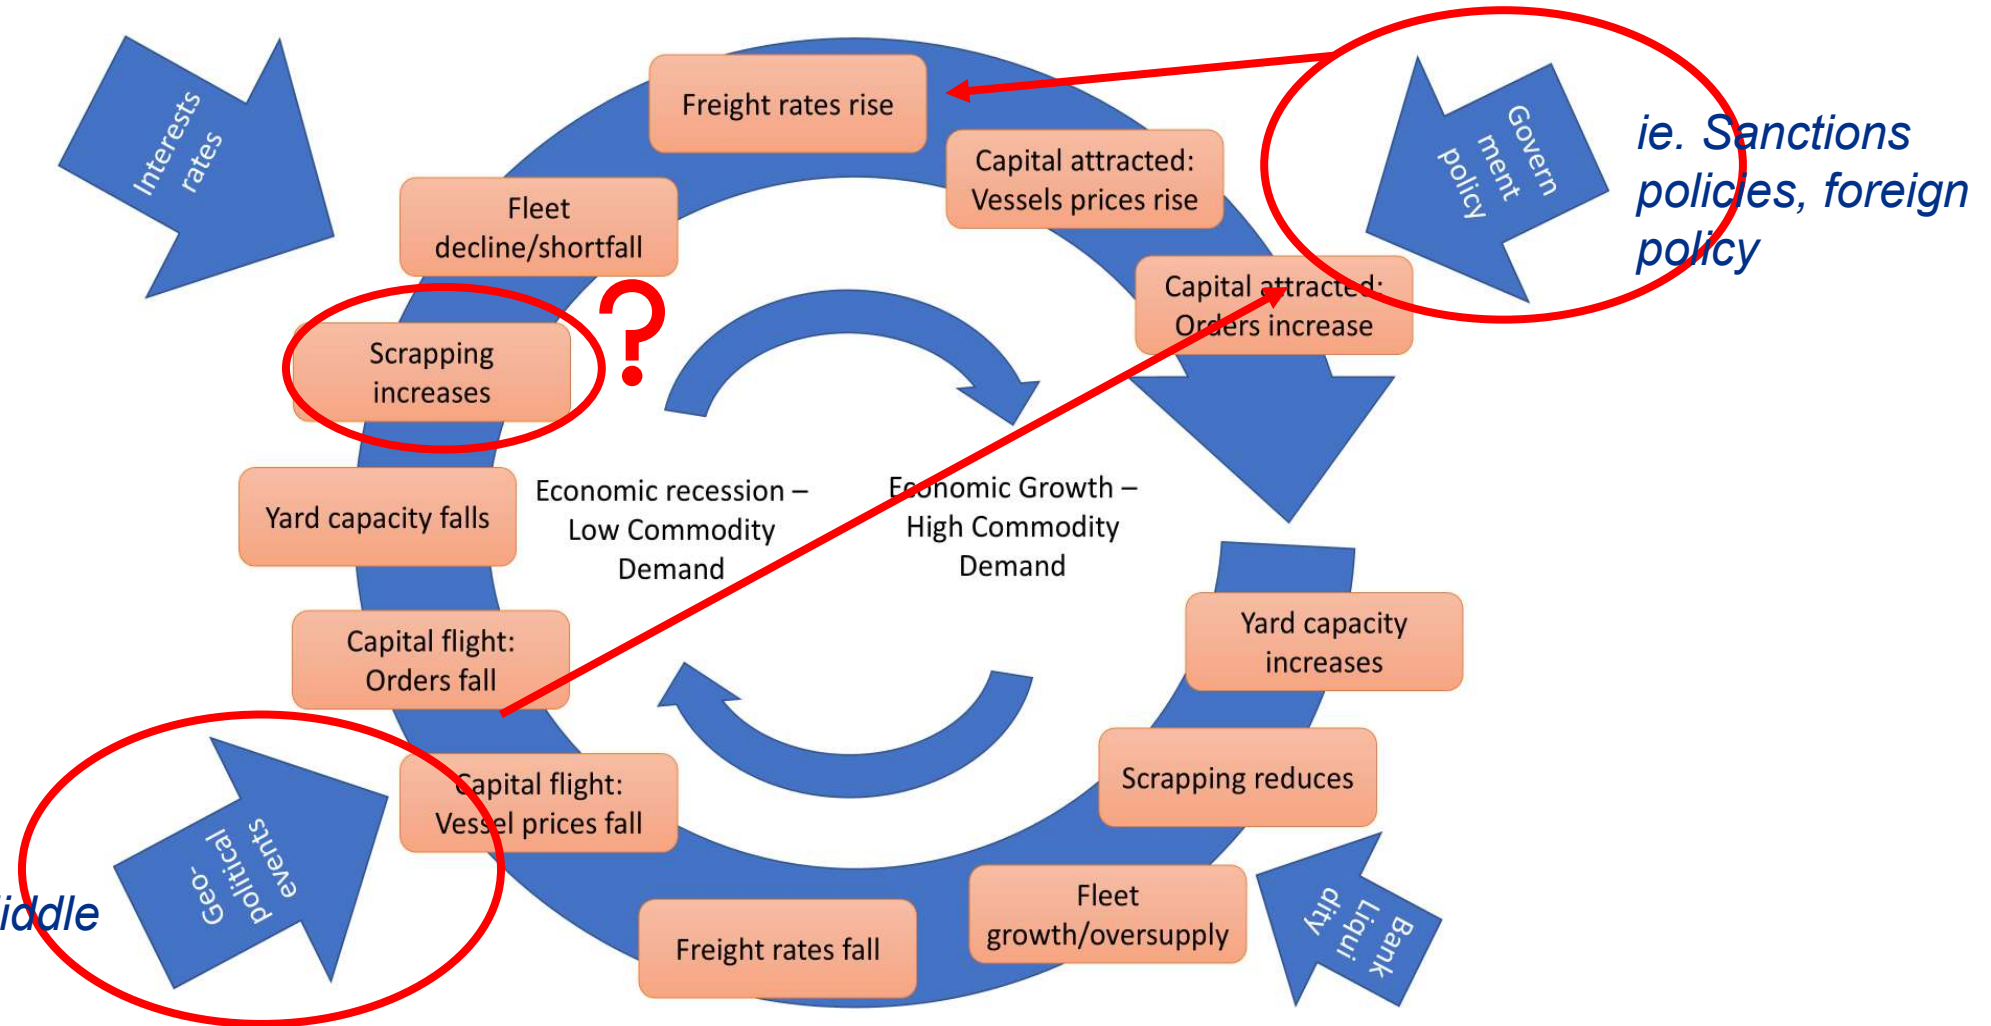 Interests
rates
Freight rates rise
Capital attracted:
Vessels prices rise
Govern
ment
policy
ie. Sanctions
policies, foreign
policy
Fleet
decline/shortfall
Capital attracted:
Orders increase
?
Scrapping
increases
Yard capacity falls
Economic recession –
Low Commodity
Demand
Economic Growth –
High Commodity
Demand
Capital flight:
Orders fall
Yard capacity
increases
Scrapping reduces
Capital flight:
Vessel prices fall
Geo-
political
events
Fleet
growth/oversupply
Bank
Liqui
dity
Freight rates fall